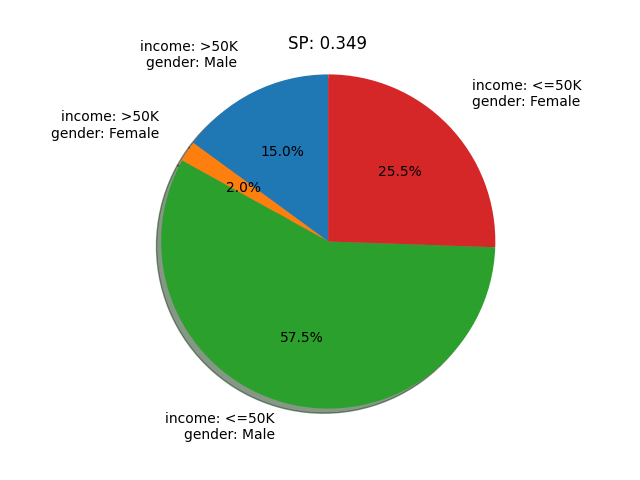 SP: 0.349
income: >50K
gender: Male
income: <=50K
gender: Female
income: >50K
gender: Female
15.0%
25.5%
2.0%
57.5%
income: <=50K
gender: Male